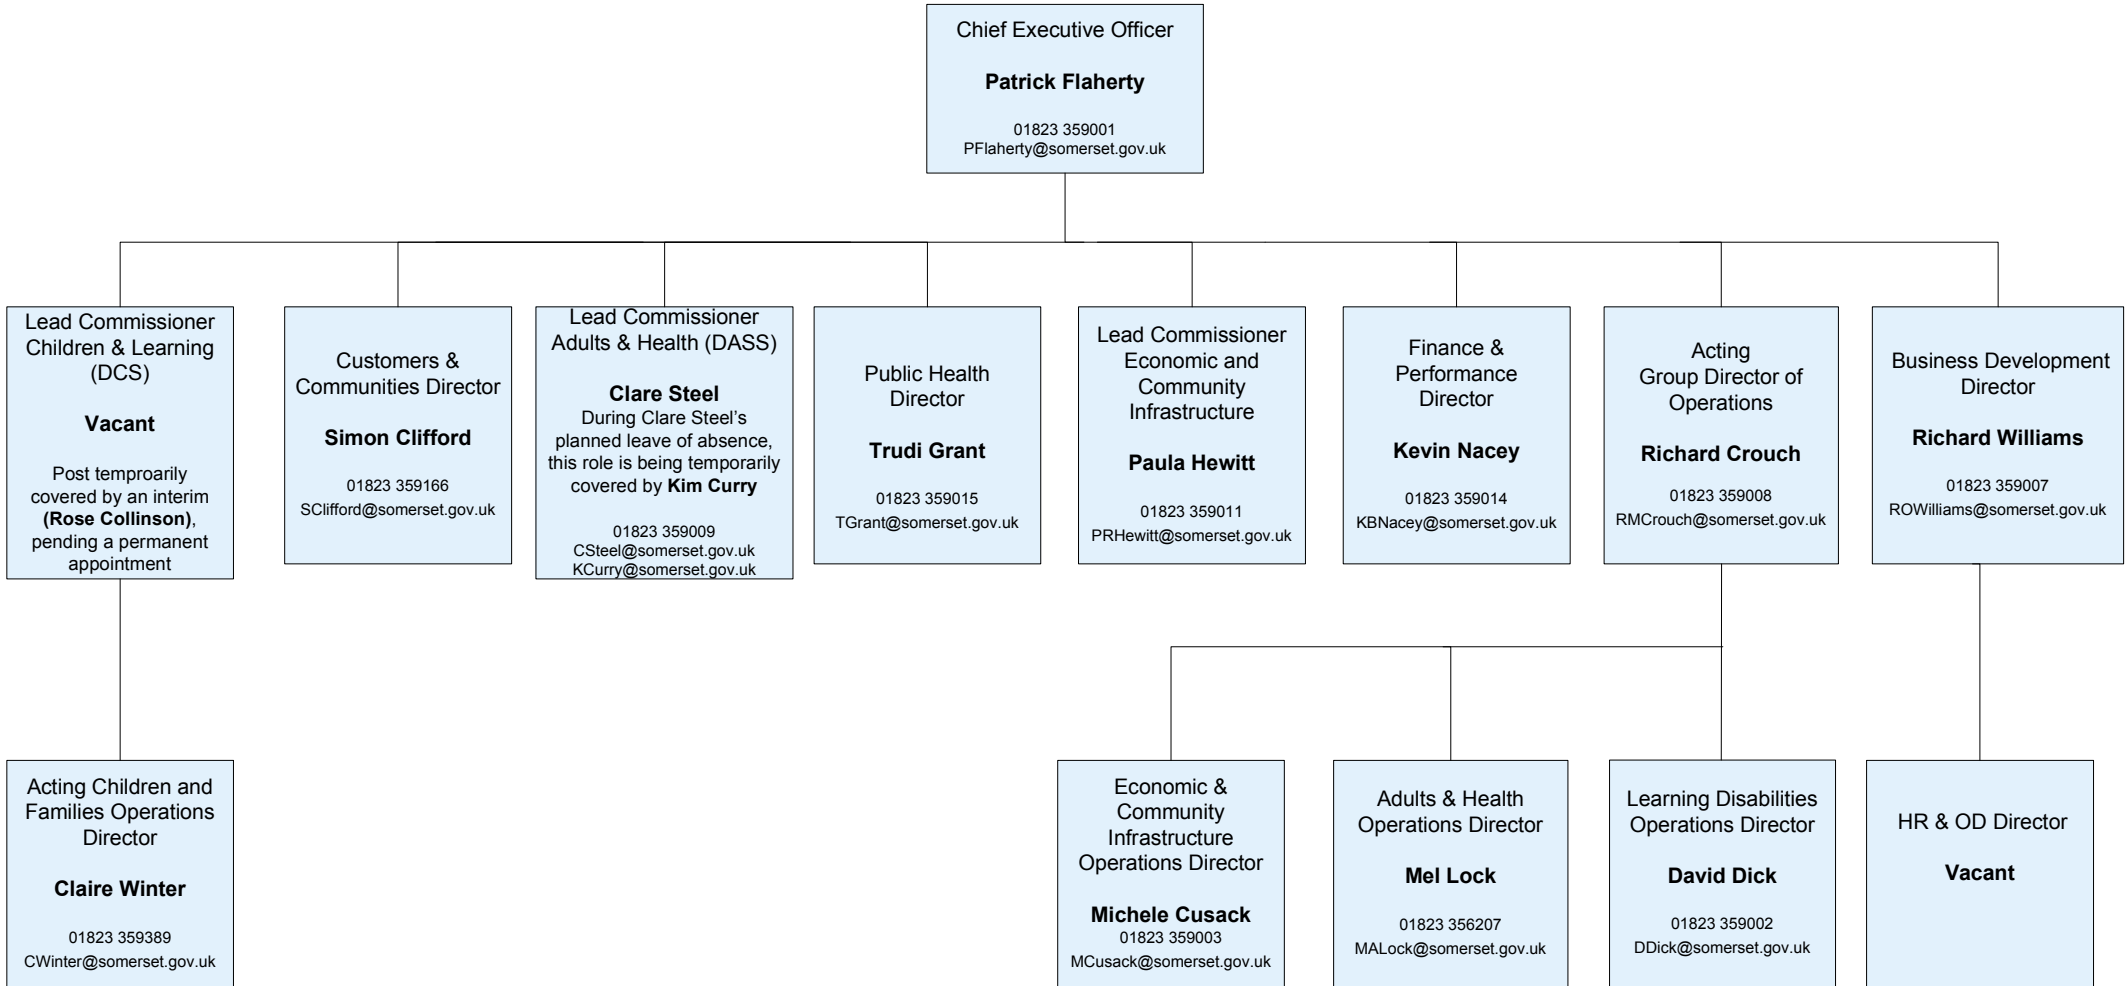 Chief Executive Officer
Patrick Flaherty
01823 359001
PFlaherty@somerset.gov.uk
Lead Commissioner
Children & Learning
(DCS)
Vacant
Post temproarily
covered by an interim
(Rose Collinson),
pending a permanent
appointment
Customers &
Communities Director
Simon Clifford
01823 359166
SClifford@somerset.gov.uk
Lead Commissioner
Adults & Health (DASS)
Clare Steel
During Clare Steel's
planned leave of absence,
this role is being temporarily
covered by Kim Curry
01823 359009
CSteel@somerset.gov.uk
KCurry@somerset.gov.uk
Public Health
Director
Trudi Grant
01823 359015
TGrant@somerset.gov.uk
Lead Commissioner
Economic and
Community
Infrastructure
Paula Hewitt
01823 359011
PRHewitt@somerset.gov.uk
Finance &
Performance
Director
Kevin Nacey
01823 359014
KBNacey@somerset.gov.uk
Acting
Group Director of
Operations
Richard Crouch
01823 359008
RMCrouch@somerset.gov.uk
Business Development
Director
Richard Williams
01823 359007
ROWilliams@somerset.gov.uk
Acting Children and
Families Operations
Director
Claire Winter
01823 359389
CWinter@somerset.gov.uk
Economic &
Community
Infrastructure
Operations Director
Michele Cusack
01823 359003
MCusack@somerset.gov.uk
Adults & Health
Operations Director
Mel Lock
01823 356207
MALock@somerset.gov.uk
Learning Disabilities
Operations Director
David Dick
01823 359002
DDick@somerset.gov.uk
HR & OD Director
Vacant